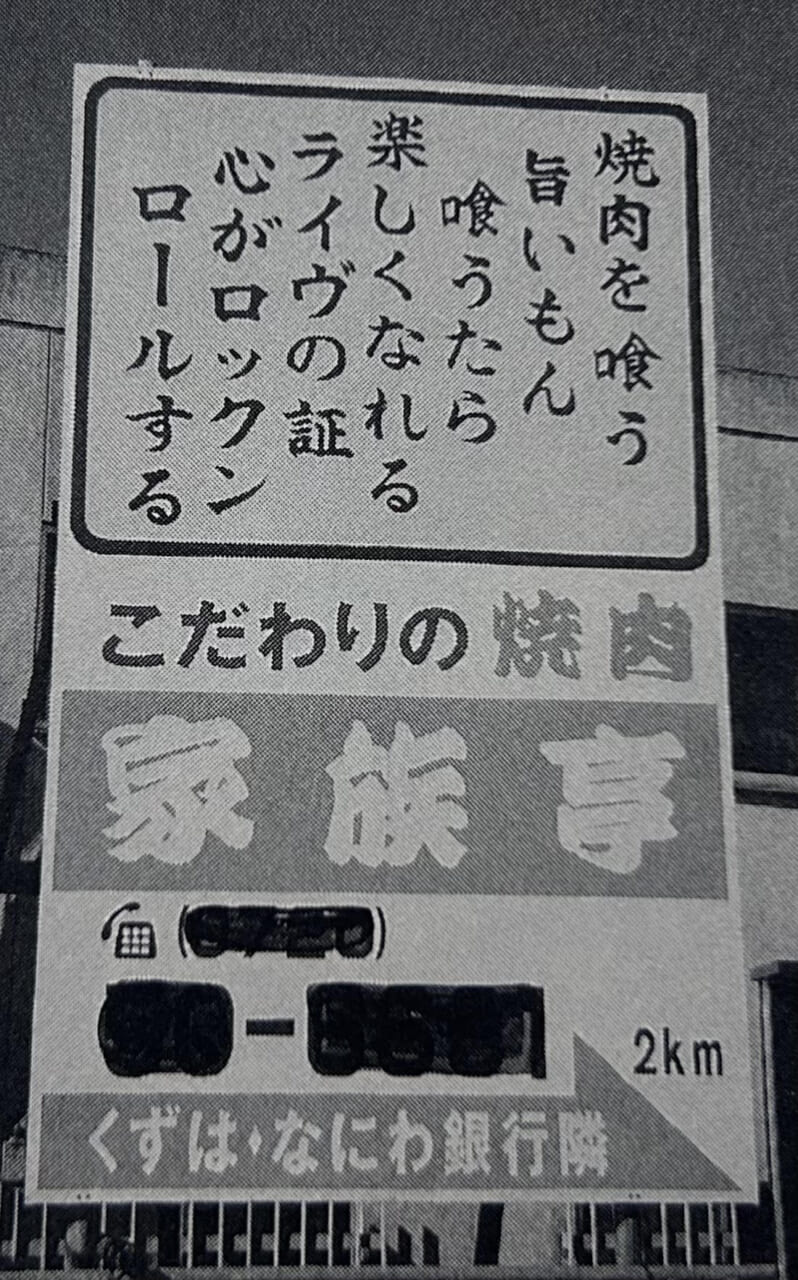 焼肉を喰う
旨いもん
喰うたら
楽しくなれる
ライヴの証
心がロックン
ロールする
こだわりの焼肉
家族亭
2km
くずは・なにわ銀行隣